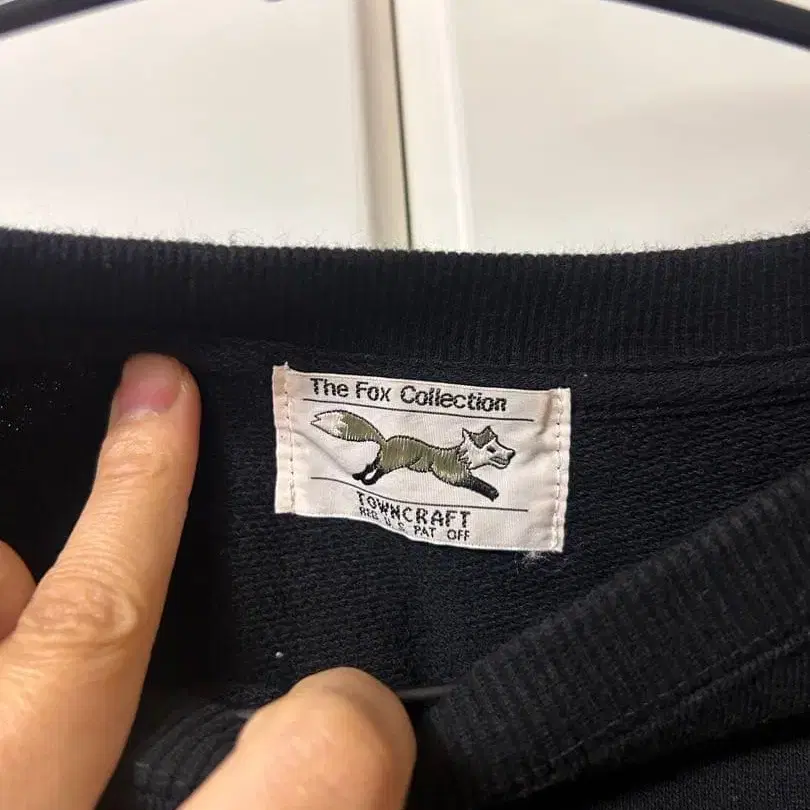 The Fox Collection
TOWNCRAFT
REG U.S. PAT OFF